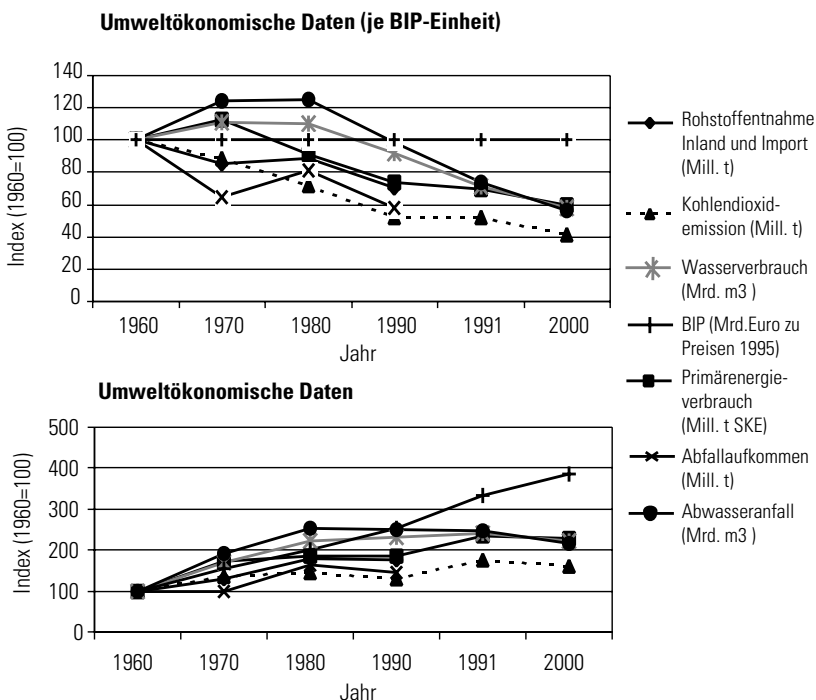 Umweltökonomische Daten (je BIP-Einheit)
Index (1960=100)
140
120
100
80
60
40
20
0
1960 1970 1980 1990 1991 2000
Jahr
Umweltökonomische Daten
Index (1960=100)
500
400
300
200
100
0
1960 1970 1980 1990 1991 2000
Jahr
Rohstoffentnahme
Inland und Import
(Mill. t)
Kohlendioxid-
emission (Mill. t)
Wasserverbrauch
(Mrd. m3 )
BIP (Mrd.Euro zu
Preisen 1995)
Primärenergie-
verbrauch
(Mill. t SKE)
Abfallaufkommen
(Mill. t)
Abwasseranfall
(Mrd. m3 )